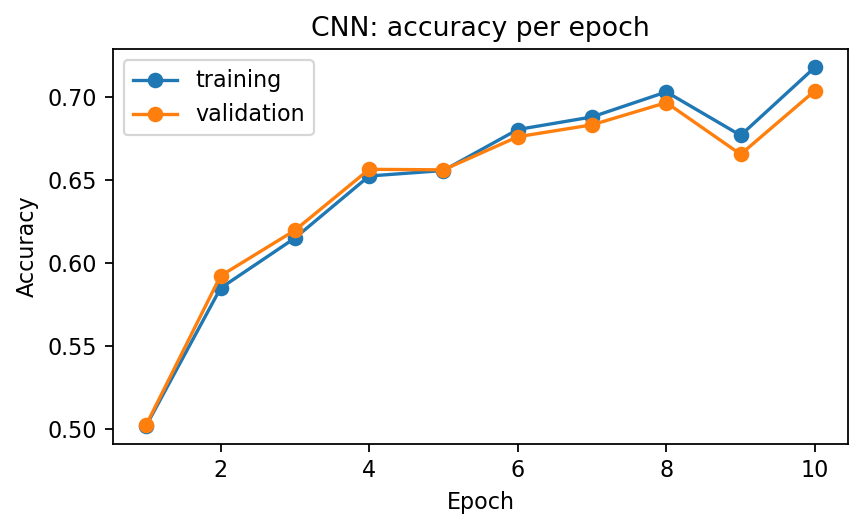 CNN: accuracy per epoch
training
validation
Accuracy
0.70
0.65
0.60
0.55
0.50
2 4 6 8 10
Epoch